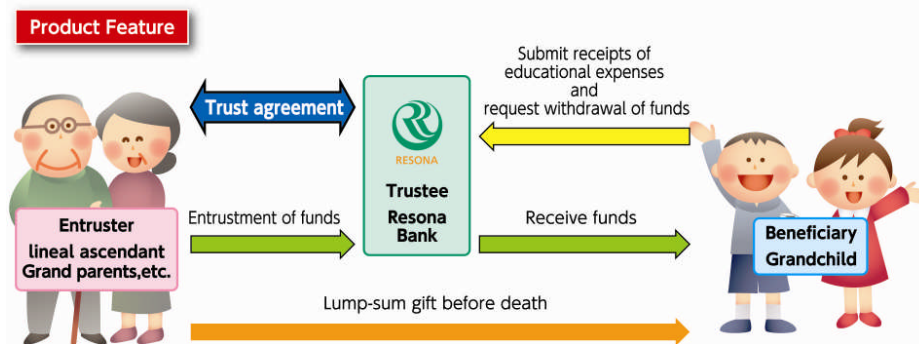 Product Feature
Submit receipts of
educational expenses
and
request withdrawal of funds
Trust agreement
RESONA
Trustee
Resona
Bank
Entruster
lineal ascendant
Grand parents,etc.
Entrustment of funds
Receive funds
Beneficiary
Grandchild
Lump-sum gift before death